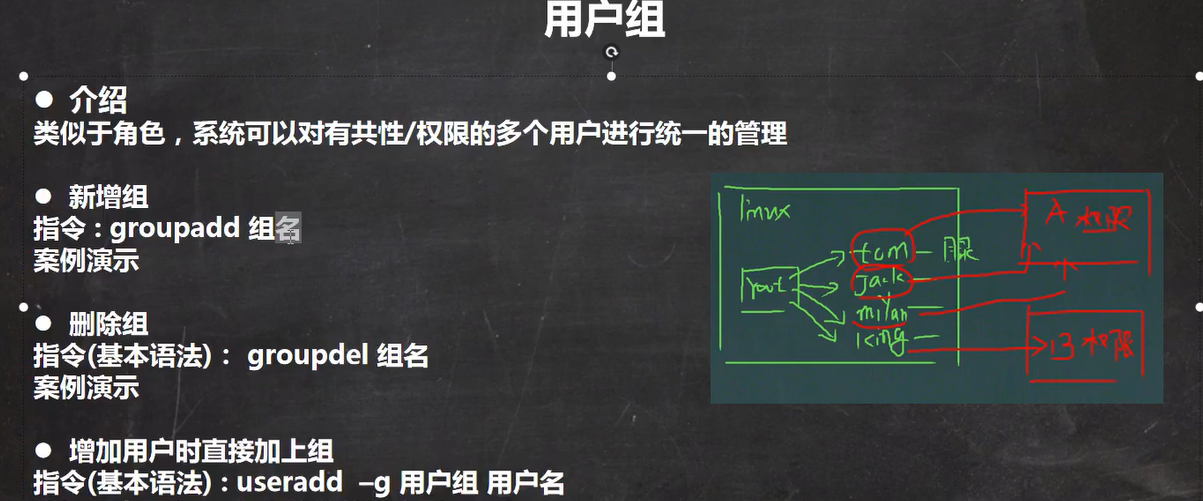 用户组
● 介绍
类似于角色，系统可以对有共性/权限的多个用户进行统一的管理
● 新增组
指令：groupadd 组名
案例演示
● 删除组
指令(基本语法)： groupdel 组名
案例演示
● 增加用户时直接加上组
指令(基本语法)：useradd –g 用户组 用户名
linux
root
tom
Jack
milan
king
A 权限
B 权限